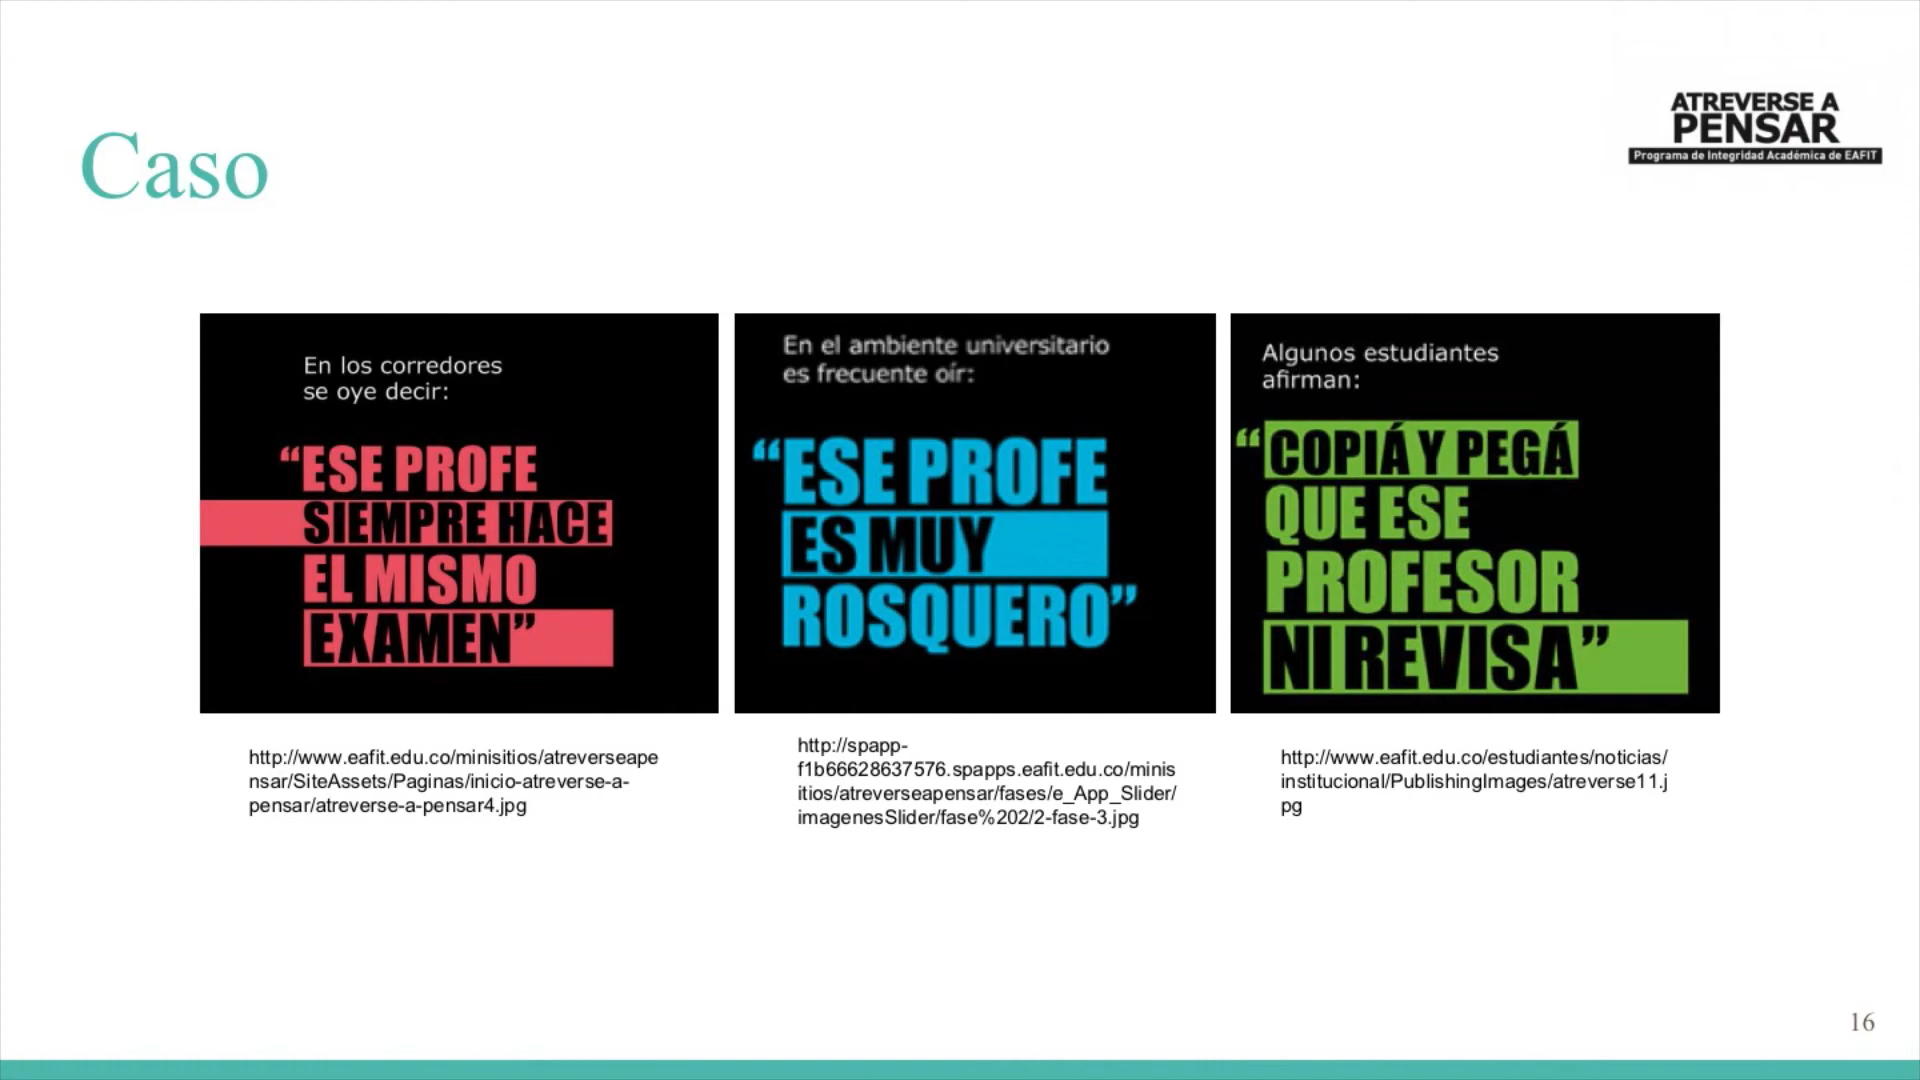 ATREVERSE A
PENSAR
Programa de Integridad Académica de EAFIT
Caso
En los corredores
se oye decir:
“ESE PROFE
SIEMPRE HACE
EL MISMO
EXAMEN”
http://www.eafit.edu.co/minisitios/atreverseape
nsar/SiteAssets/Paginas/inicio-atreverse-a-
pensar/atreverse-a-pensar4.jpg
En el ambiente universitario
es frecuente oír:
“ESE PROFE
ES MUY
ROSQUERO”
http://spapp-
f1b66628637576.spapps.eafit.edu.co/minis
itios/atreverseapensar/fases/e_App_Slider/
imagenesSlider/fase%202/2-fase-3.jpg
Algunos estudiantes
afirman:
“COPIÁ Y PEGÁ
QUE ESE
PROFESOR
NI REVISA”
http://www.eafit.edu.co/estudiantes/noticias/
institucional/PublishingImages/atreverse11.j
pg
16